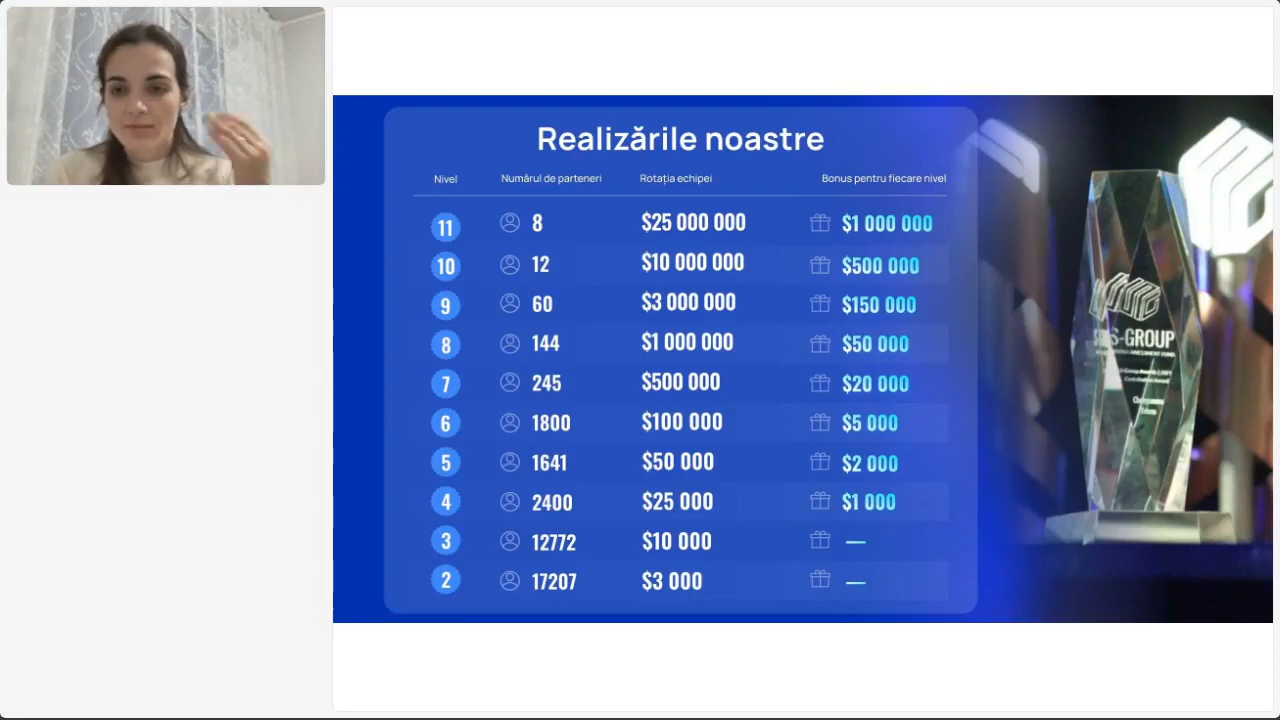 Realizările noastre
Nivel Numărul de parteneri Rotația echipei Bonus pentru fiecare nivel
11 8 $25 000 000 $1 000 000
10 12 $10 000 000 $500 000
9 60 $3 000 000 $150 000
8 144 $1 000 000 $50 000
7 245 $500 000 $20 000
6 1800 $100 000 $5 000
5 1641 $50 000 $2 000
4 2400 $25 000 $1 000
3 12772 $10 000 —
2 17207 $3 000 —
S-GROUP